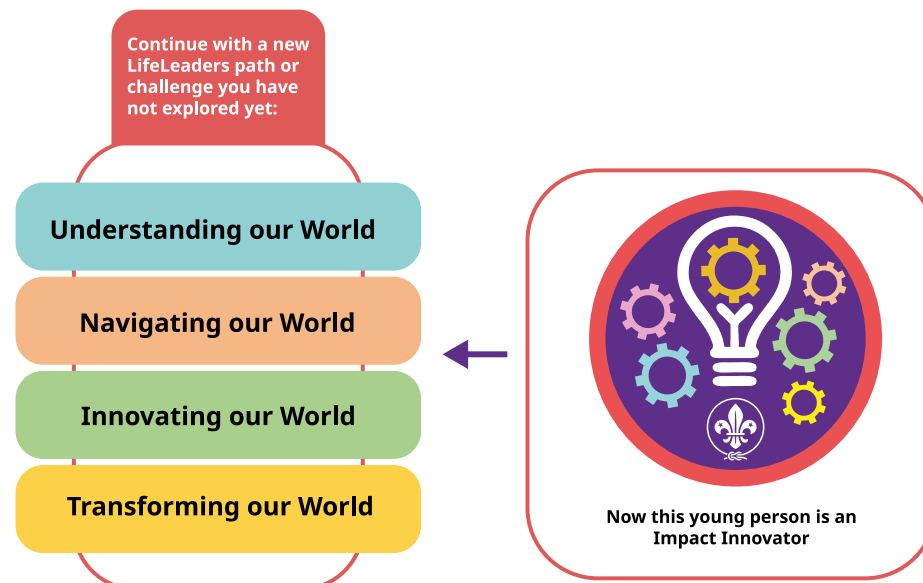 Continue with a new
LifeLeaders path or
challenge you have
not explored yet:
Understanding our World
Navigating our World
Innovating our World
Transforming our World
Now this young person is an
Impact Innovator